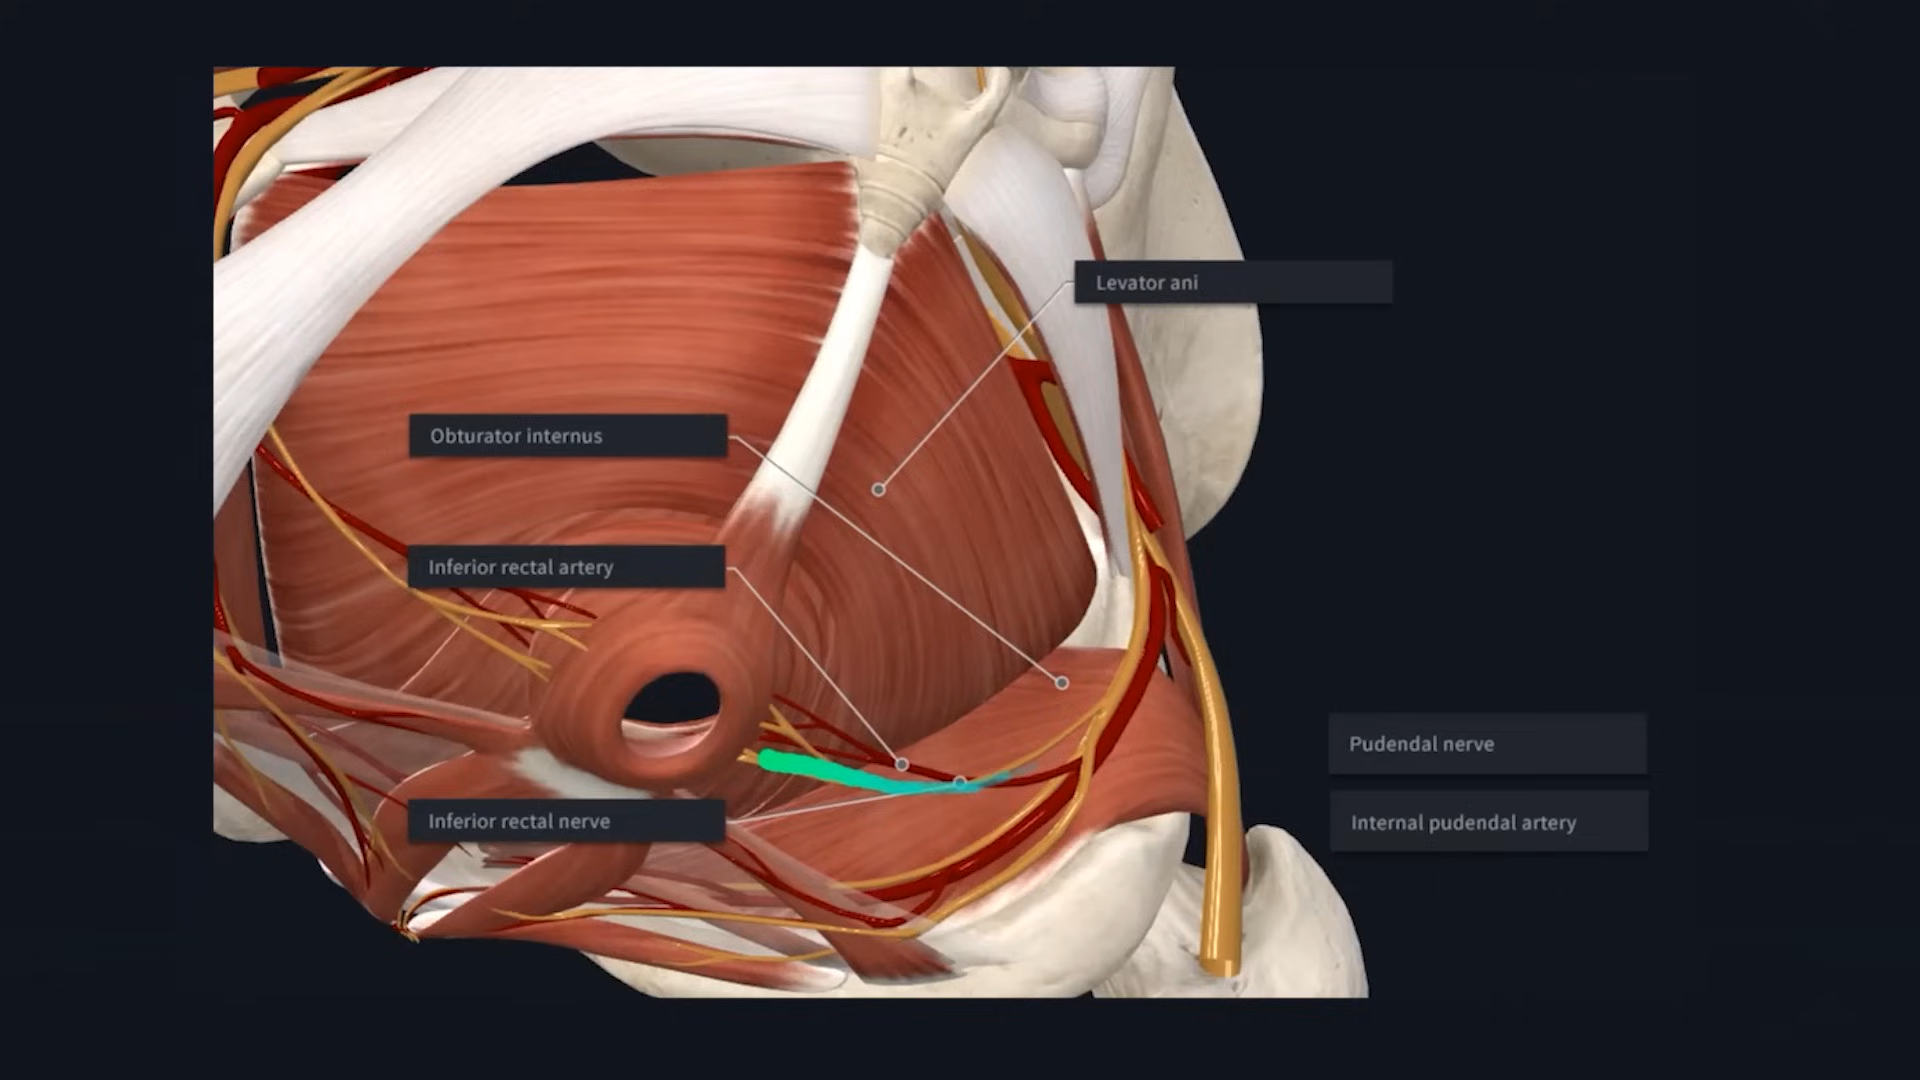 Levator ani
Obturator internus
Inferior rectal artery
Pudendal nerve
Inferior rectal nerve
Internal pudendal artery